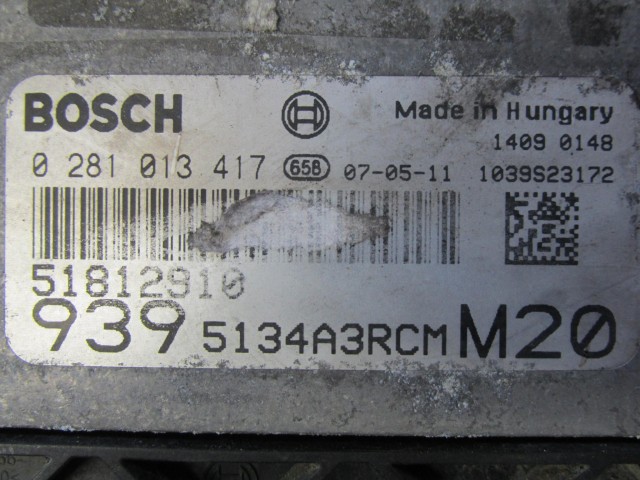 BOSCH Made in Hungary
1409 0148
0 281 013 417 658 07-05-11 1039S23172
51812910
939 5134A3RCM M20